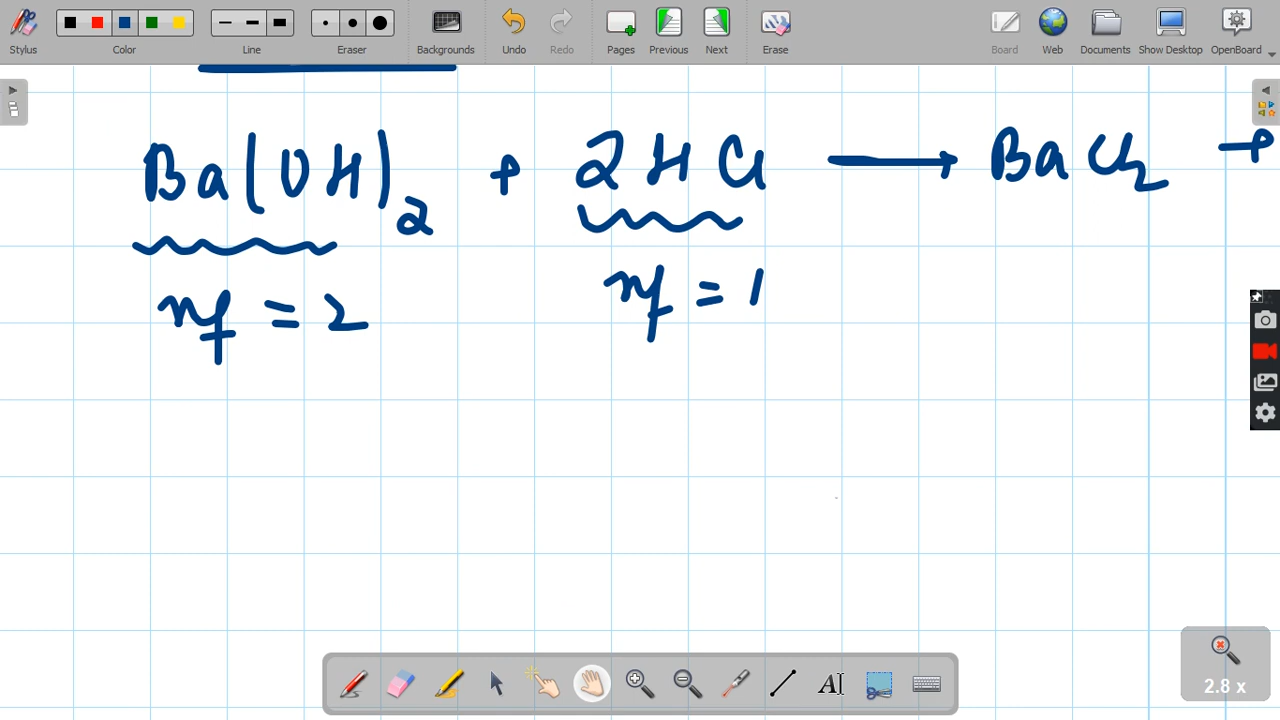 Stylus Color Line Eraser Backgrounds Undo Redo Pages Previous Next Erase Board Web Documents Show Desktop OpenBoard
Ba(OH)₂ + 2HCl ⟶ BaCl₂ +
nf = 2 nf = 1
2.8 x